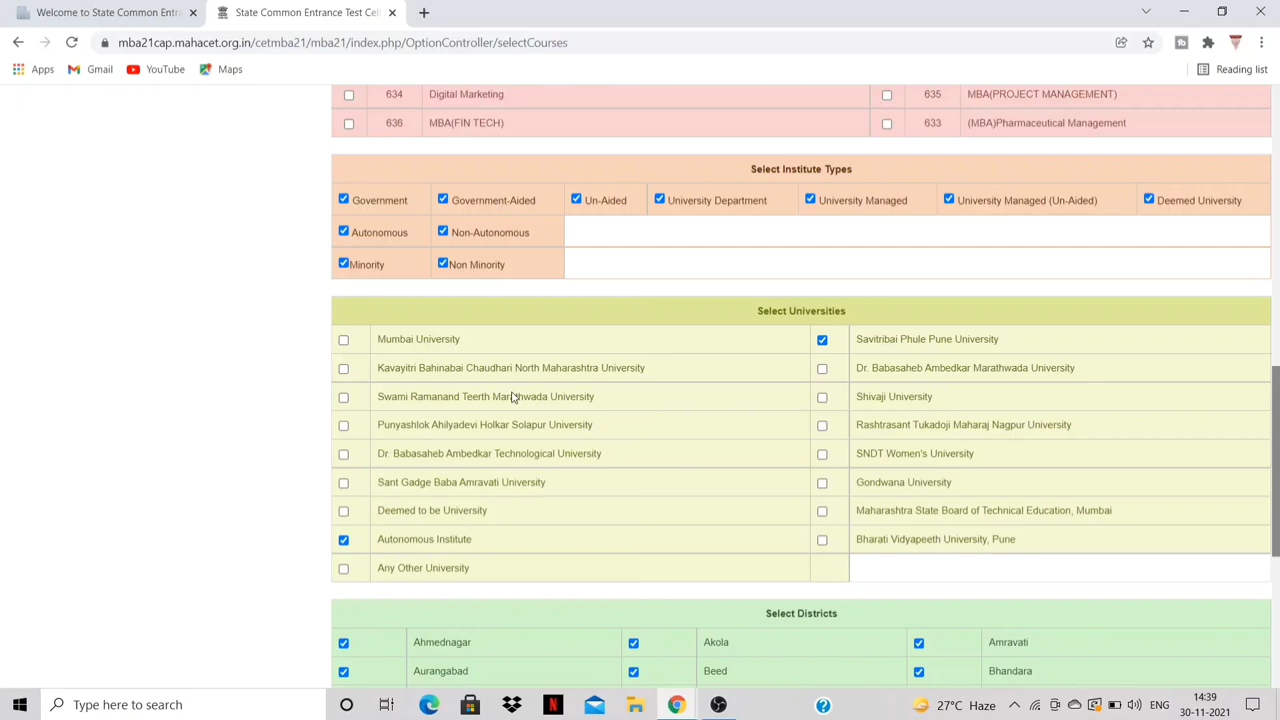 Welcome to State Common Entra
State Common Entrance Test Cell
mba21cap.mahacet.org.in/cetmba21/mba21/index.php/OptionController/selectCourses
Apps Gmail YouTube Maps Reading list
634 Digital Marketing 635 MBA(PROJECT MANAGEMENT)
636 MBA(FIN TECH) 633 (MBA)Pharmaceutical Management
Select Institute Types
Government Government-Aided Un-Aided University Department University Managed University Managed (Un-Aided) Deemed University
Autonomous Non-Autonomous
Minority Non Minority
Select Universities
Mumbai University Savitribai Phule Pune University
Kavayitri Bahinabai Chaudhari North Maharashtra University Dr. Babasaheb Ambedkar Marathwada University
Swami Ramanand Teerth Marathwada University Shivaji University
Punyashlok Ahilyadevi Holkar Solapur University Rashtrasant Tukadoji Maharaj Nagpur University
Dr. Babasaheb Ambedkar Technological University SNDT Women's University
Sant Gadge Baba Amravati University Gondwana University
Deemed to be University Maharashtra State Board of Technical Education, Mumbai
Autonomous Institute Bharati Vidyapeeth University, Pune
Any Other University
Select Districts
Ahmednagar Akola Amravati
Aurangabad Beed Bhandara
Type here to search 27°C Haze ENG 14:39
30-11-2021